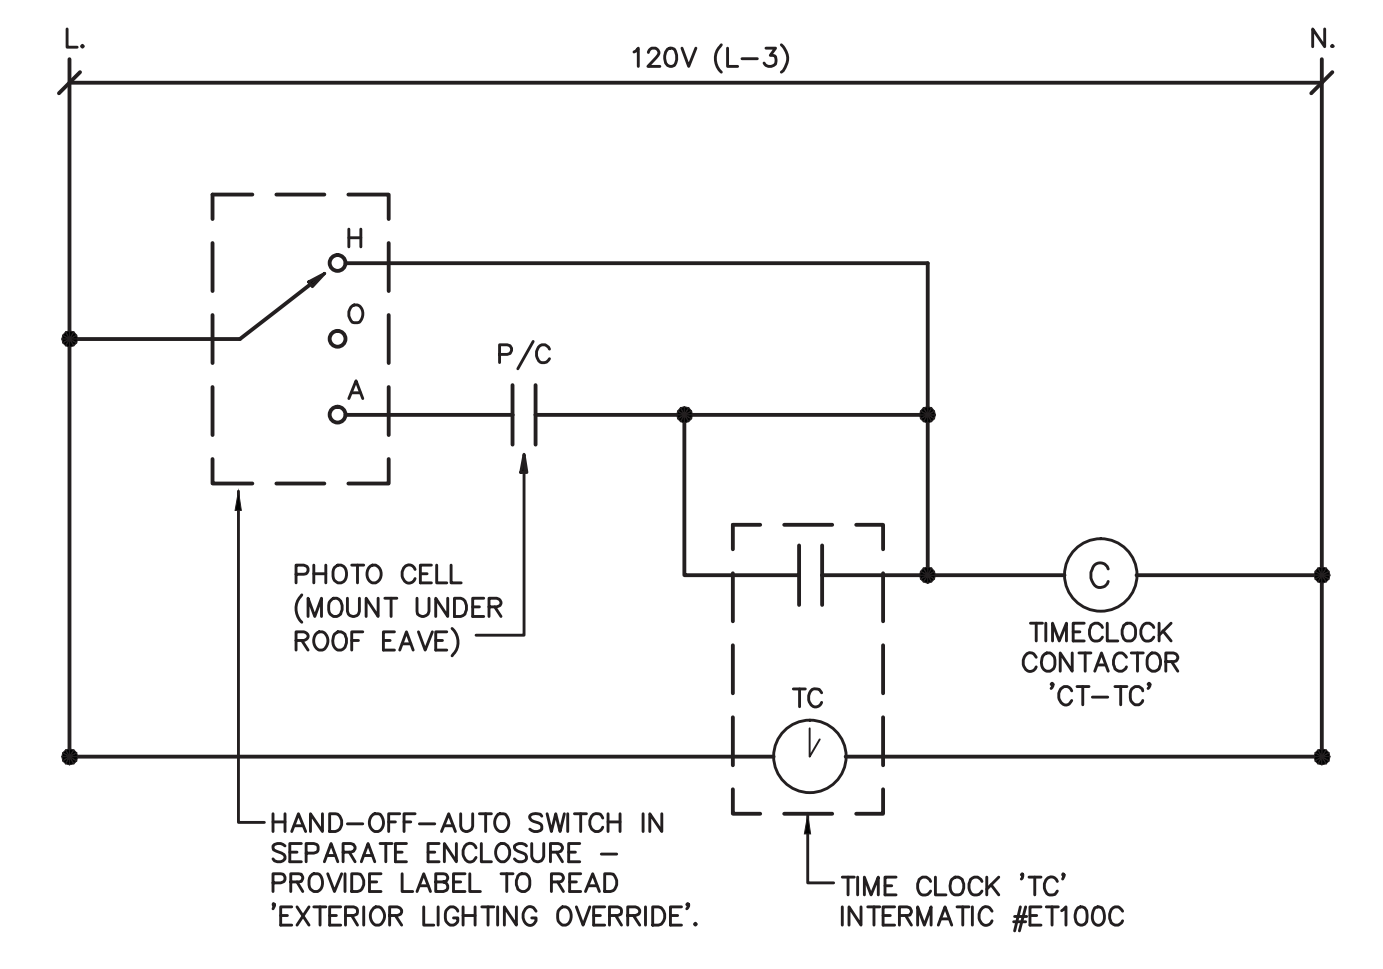 L.
N.
120V (L-3)
H
O
A
P/C
PHOTO CELL
(MOUNT UNDER
ROOF EAVE)
C
TIMECLOCK
CONTACTOR
'CT-TC'
TC
HAND-OFF-AUTO SWITCH IN
SEPARATE ENCLOSURE -
PROVIDE LABEL TO READ
'EXTERIOR LIGHTING OVERRIDE'.
TIME CLOCK 'TC'
INTERMATIC #ET100C